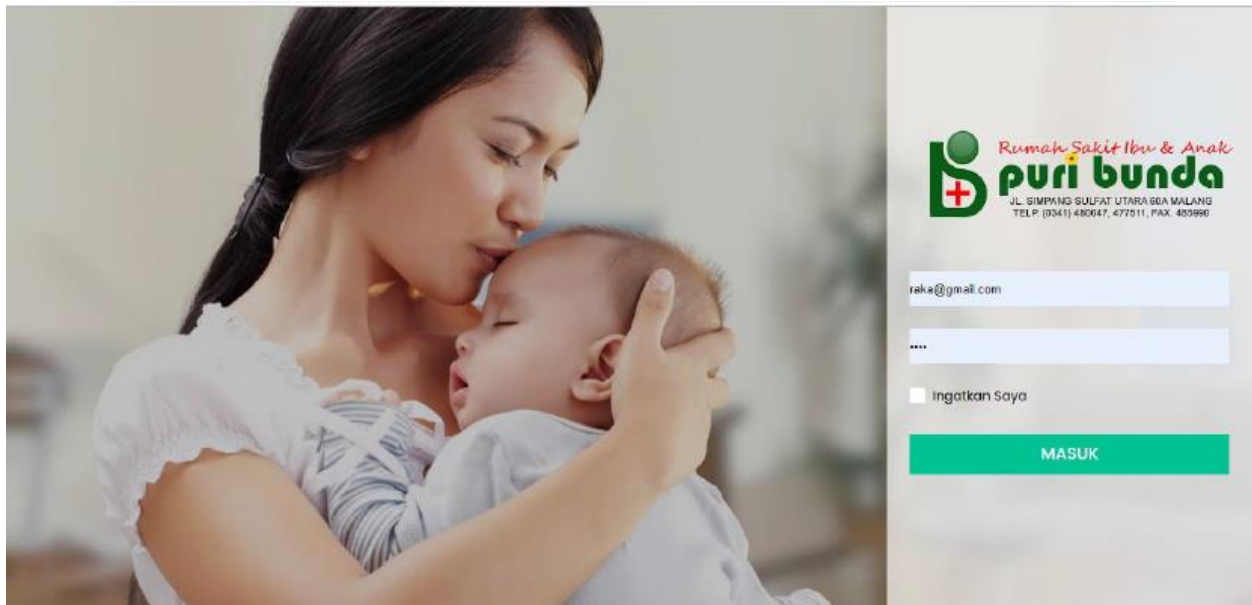 Rumah Sakit Ibu & Anak
puri bunda
JL. SIMPANG SULFAT UTARA 60A MALANG
TELP. (0341) 480047, 477511, FAX. 485990
raka@gmail.com
....
Ingatkan Saya
MASUK